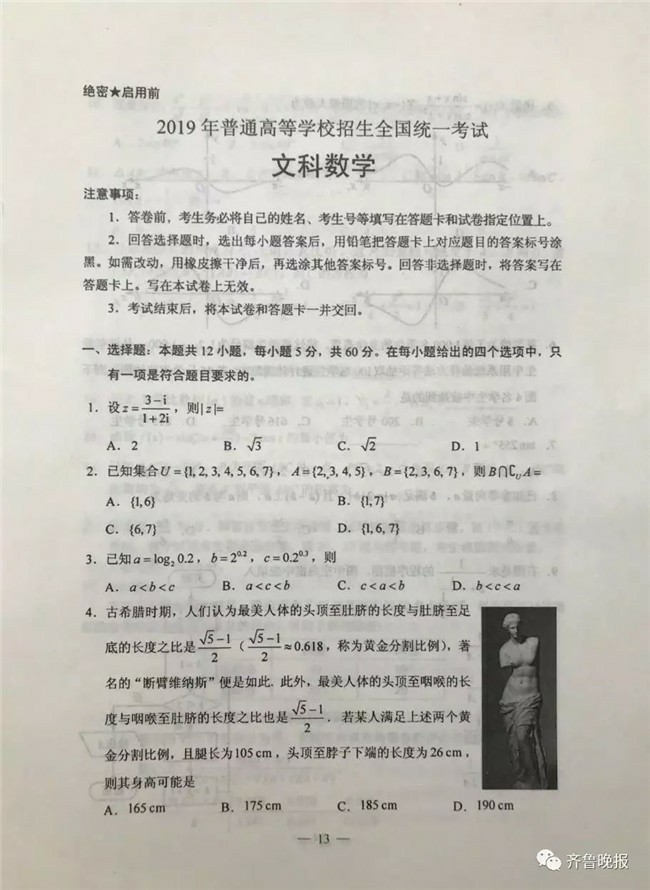 绝密★启用前
2019 年普通高等学校招生全国统一考试
文科数学
注意事项：
1．答卷前，考生务必将自己的姓名、考生号等填写在答题卡和试卷指定位置上。
2．回答选择题时，选出每小题答案后，用铅笔把答题卡上对应题目的答案标号涂
黑。如需改动，用橡皮擦干净后，再选涂其他答案标号。回答非选择题时，将答案写在
答题卡上。写在本试卷上无效。
3．考试结束后，将本试卷和答题卡一并交回。
一、选择题：本题共 12 小题，每小题 5 分，共 60 分。在每小题给出的四个选项中，只
有一项是符合题目要求的。
1．设 z=(3−i)/(1+2i)，则|z|=
A．2 B．√3 C．√2 D．1
2．已知集合U={1,2,3,4,5,6,7}，A={2,3,4,5}，B={2,3,6,7}，则 B∩∁UA=
A．{1,6} B．{1,7}
C．{6,7} D．{1,6,7}
3．已知 a=log₂0.2，b=2^0.2，c=0.2^0.3，则
A．a<b<c B．a<c<b C．c<a<b D．b<c<a
4．古希腊时期，人们认为最美人体的头顶至肚脐的长度与肚脐至足
底的长度之比是(√5−1)/2（(√5−1)/2≈0.618，称为黄金分割比例），著
名的“断臂维纳斯”便是如此．此外，最美人体的头顶至咽喉的长
度与咽喉至肚脐的长度之比也是(√5−1)/2．若某人满足上述两个黄
金分割比例，且腿长为105 cm，头顶至脖子下端的长度为26 cm，
则其身高可能是
A．165 cm B．175 cm C．185 cm D．190 cm
— 13 —
齐鲁晚报